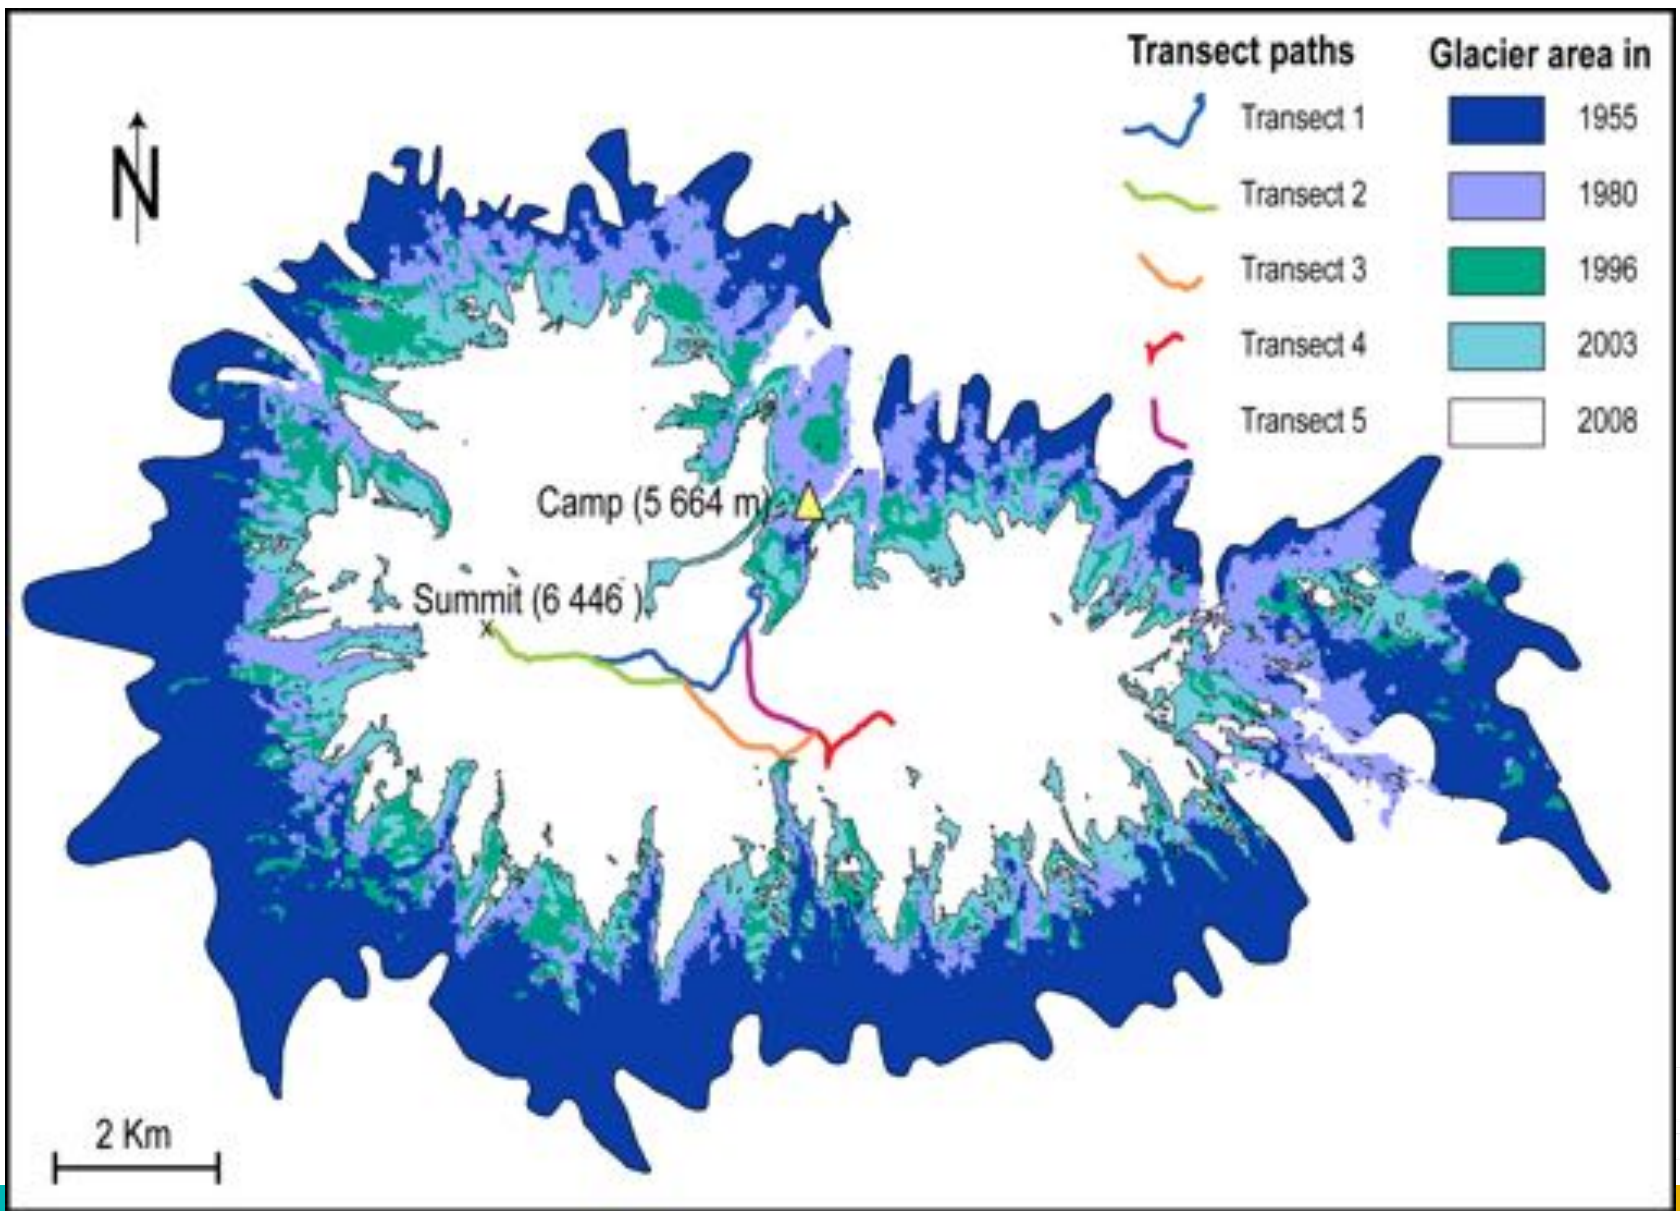 Transect paths
Glacier area in
Transect 1
1955
Transect 2
1980
Transect 3
1996
Transect 4
2003
Transect 5
2008
N
Camp (5 664 m)
Summit (6 446 )
x
2 Km